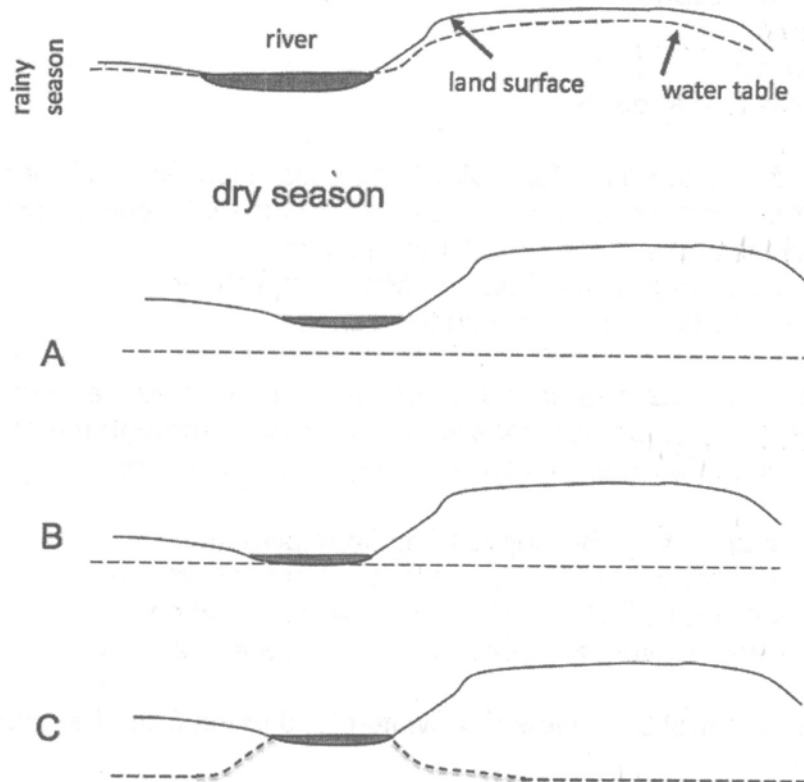 rainy
season
river
land surface
water table
dry season
A
B
C